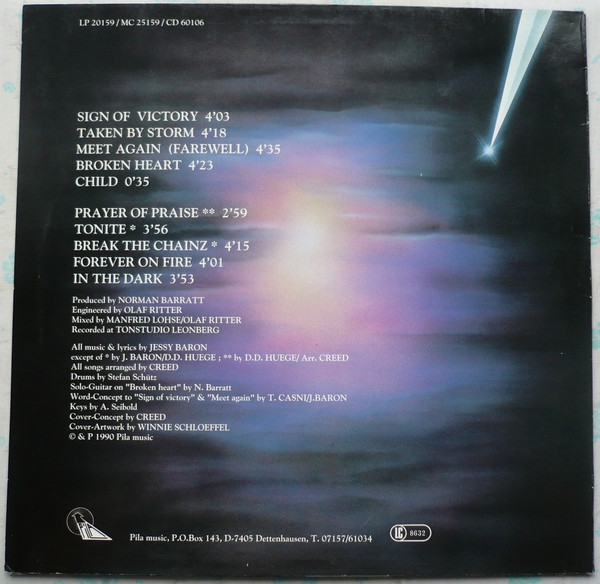 LP 20159 / MC 25159 / CD 60106
SIGN OF VICTORY 4'03
TAKEN BY STORM 4'18
MEET AGAIN (FAREWELL) 4'35
BROKEN HEART 4'23
CHILD 0'35
PRAYER OF PRAISE ** 2'59
TONITE * 3'56
BREAK THE CHAINZ * 4'15
FOREVER ON FIRE 4'01
IN THE DARK 3'53
Produced by NORMAN BARRATT
Engineered by OLAF RITTER
Mixed by MANFRED LOHSE/OLAF RITTER
Recorded at TONSTUDIO LEONBERG
All music & lyrics by JESSY BARON
except of * by J. BARON/D.D. HUEGE ; ** by D.D. HUEGE/ Arr. CREED
All songs arranged by CREED
Drums by Stefan Schütz
Solo-Guitar on "Broken heart" by N. Barratt
Word-Concept to "Sign of victory" & "Meet again" by T. CASNI/J.BARON
Keys by A. Seibold
Cover-Concept by CREED
Cover-Artwork by WINNIE SCHLOEFFEL
© & P 1990 Pila music
Pila music, P.O.Box 143, D-7405 Dettenhausen, T. 07157/61034
LC 8632